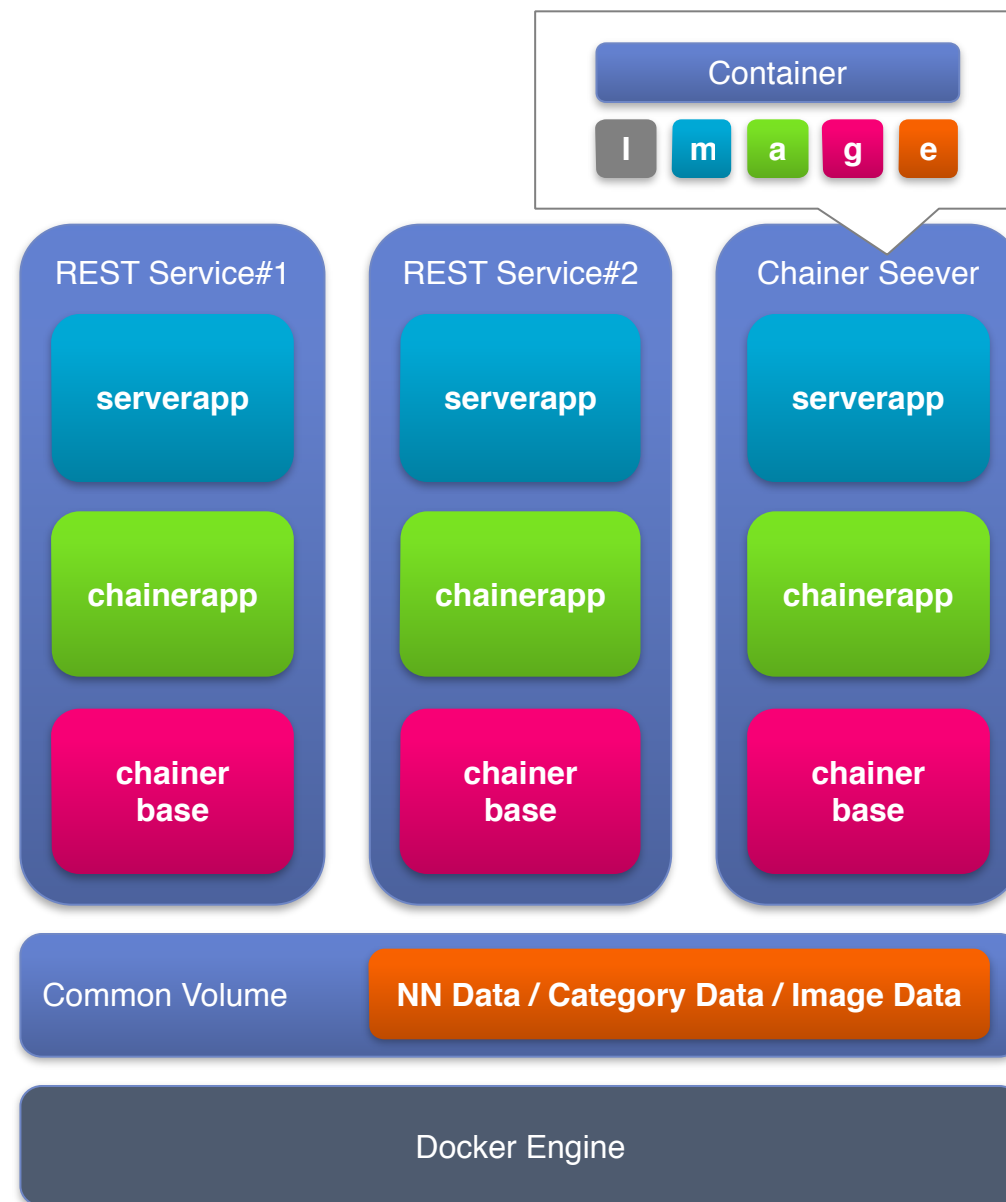 Container
I m a g e
REST Service#1
REST Service#2
Chainer Seever
serverapp
serverapp
serverapp
chainerapp
chainerapp
chainerapp
chainer
base
chainer
base
chainer
base
Common Volume
NN Data / Category Data / Image Data
Docker Engine